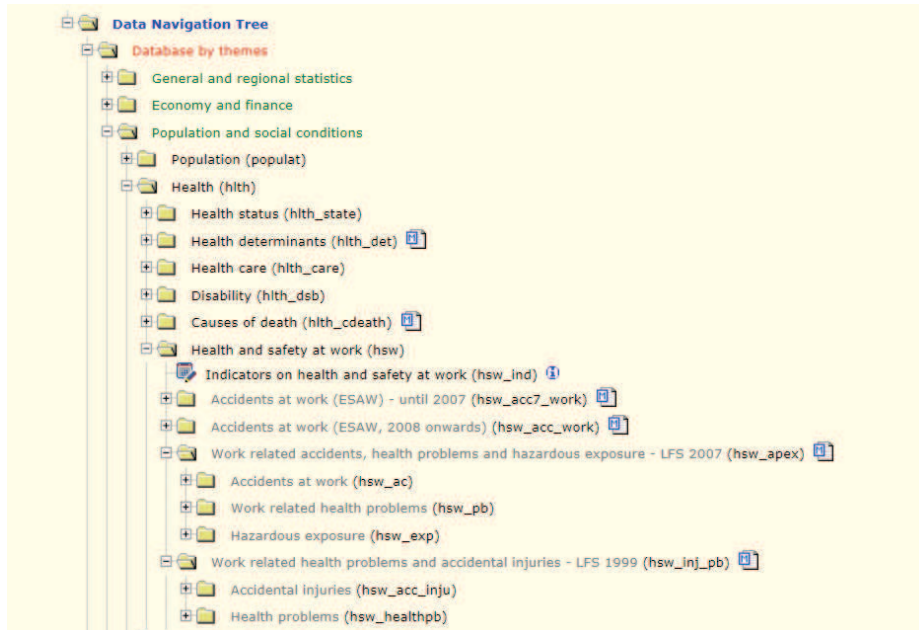 Data Navigation Tree
Database by themes
General and regional statistics
Economy and finance
Population and social conditions
Population (populat)
Health (hlth)
Health status (hlth_state)
Health determinants (hlth_det) M
Health care (hlth_care)
Disability (hlth_dsb)
Causes of death (hlth_cdeath) M
Health and safety at work (hsw)
Indicators on health and safety at work (hsw_ind) i
Accidents at work (ESAW) - until 2007 (hsw_acc7_work) M
Accidents at work (ESAW, 2008 onwards) (hsw_acc_work) M
Work related accidents, health problems and hazardous exposure - LFS 2007 (hsw_apex) M
Accidents at work (hsw_ac)
Work related health problems (hsw_pb)
Hazardous exposure (hsw_exp)
Work related health problems and accidental injuries - LFS 1999 (hsw_inj_pb) M
Accidental injuries (hsw_acc_inju)
Health problems (hsw_healthpb)